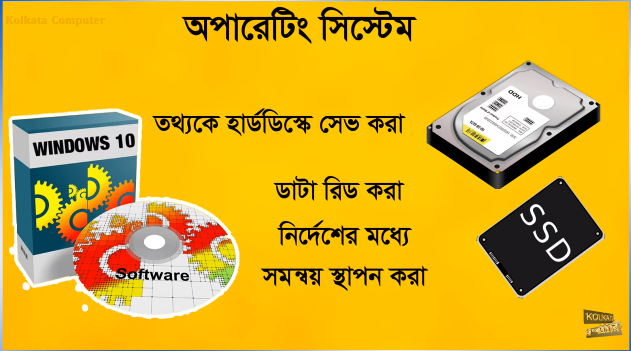 Kolkata Computer
অপারেটিং সিস্টেম
তথ্যকে হার্ডডিস্কে সেভ করা
HDD
WINDOWS 10
ডাটা রিড করা
SSD
নির্দেশের মধ্যে
সমন্বয় স্থাপন করা
Software